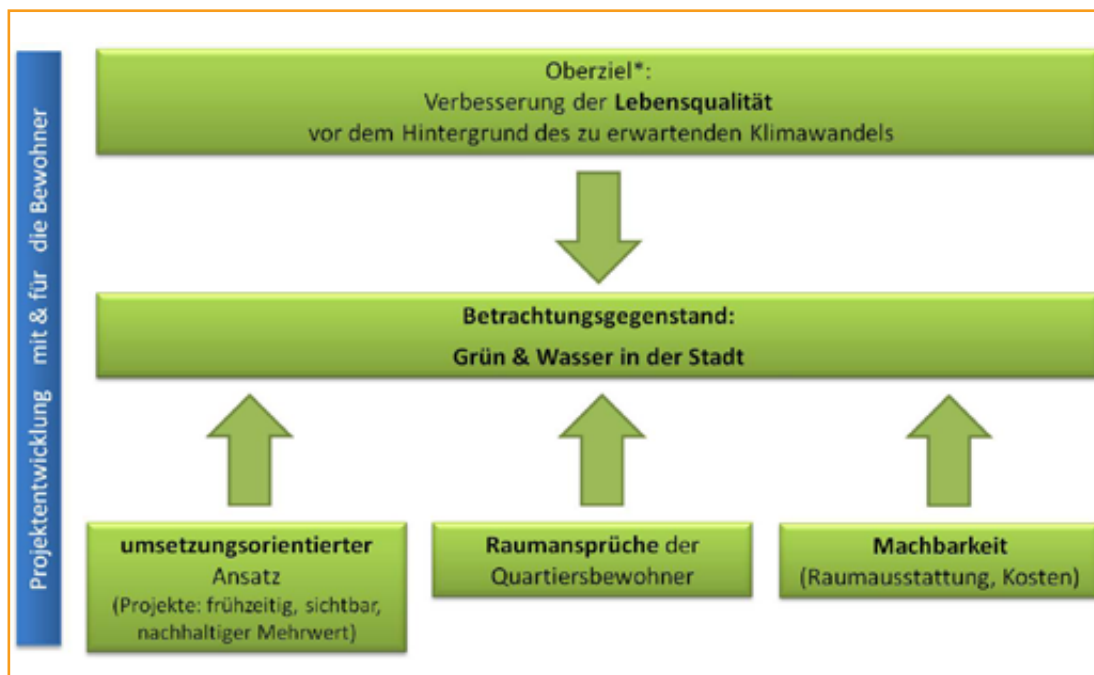 Projektentwicklung mit & für die Bewohner
Oberziel*:
Verbesserung der Lebensqualität
vor dem Hintergrund des zu erwartenden Klimawandels
Betrachtungsgegenstand:
Grün & Wasser in der Stadt
umsetzungsorientierter
Ansatz
(Projekte: frühzeitig, sichtbar,
nachhaltiger Mehrwert)
Raumansprüche der
Quartiersbewohner
Machbarkeit
(Raumausstattung, Kosten)